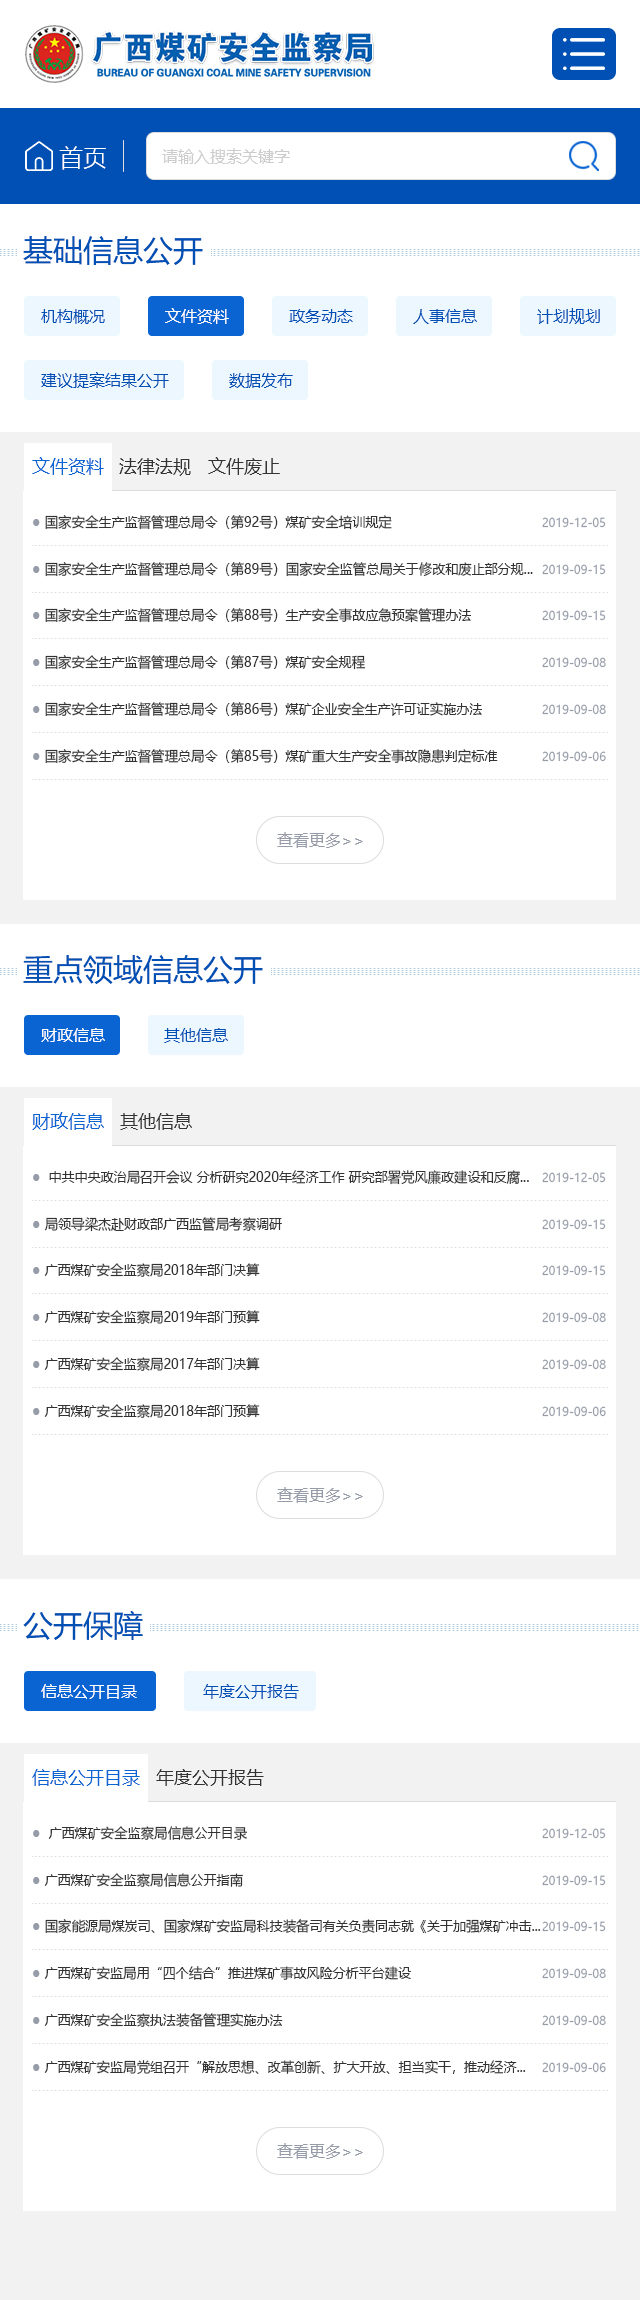 广西煤矿安全监察局
BUREAU OF GUANGXI COAL MINE SAFETY SUPERVISION
首页
请输入搜索关键字
基础信息公开
机构概况 文件资料 政务动态 人事信息 计划规划
建议提案结果公开 数据发布
文件资料 法律法规 文件废止
国家安全生产监督管理总局令（第92号）煤矿安全培训规定 2019-12-05
国家安全生产监督管理总局令（第89号）国家安全监管总局关于修改和废止部分规... 2019-09-15
国家安全生产监督管理总局令（第88号）生产安全事故应急预案管理办法 2019-09-15
国家安全生产监督管理总局令（第87号）煤矿安全规程 2019-09-08
国家安全生产监督管理总局令（第86号）煤矿企业安全生产许可证实施办法 2019-09-08
国家安全生产监督管理总局令（第85号）煤矿重大生产安全事故隐患判定标准 2019-09-06
查看更多>>
重点领域信息公开
财政信息 其他信息
财政信息 其他信息
中共中央政治局召开会议 分析研究2020年经济工作 研究部署党风廉政建设和反腐... 2019-12-05
局领导梁杰赴财政部广西监管局考察调研 2019-09-15
广西煤矿安全监察局2018年部门决算 2019-09-15
广西煤矿安全监察局2019年部门预算 2019-09-08
广西煤矿安全监察局2017年部门决算 2019-09-08
广西煤矿安全监察局2018年部门预算 2019-09-06
查看更多>>
公开保障
信息公开目录 年度公开报告
信息公开目录 年度公开报告
广西煤矿安全监察局信息公开目录 2019-12-05
广西煤矿安全监察局信息公开指南 2019-09-15
国家能源局煤炭司、国家煤矿安监局科技装备司有关负责同志就《关于加强煤矿冲击... 2019-09-15
广西煤矿安监局用“四个结合”推进煤矿事故风险分析平台建设 2019-09-08
广西煤矿安全监察执法装备管理实施办法 2019-09-08
广西煤矿安监局党组召开“解放思想、改革创新、扩大开放、担当实干，推动经济... 2019-09-06
查看更多>>